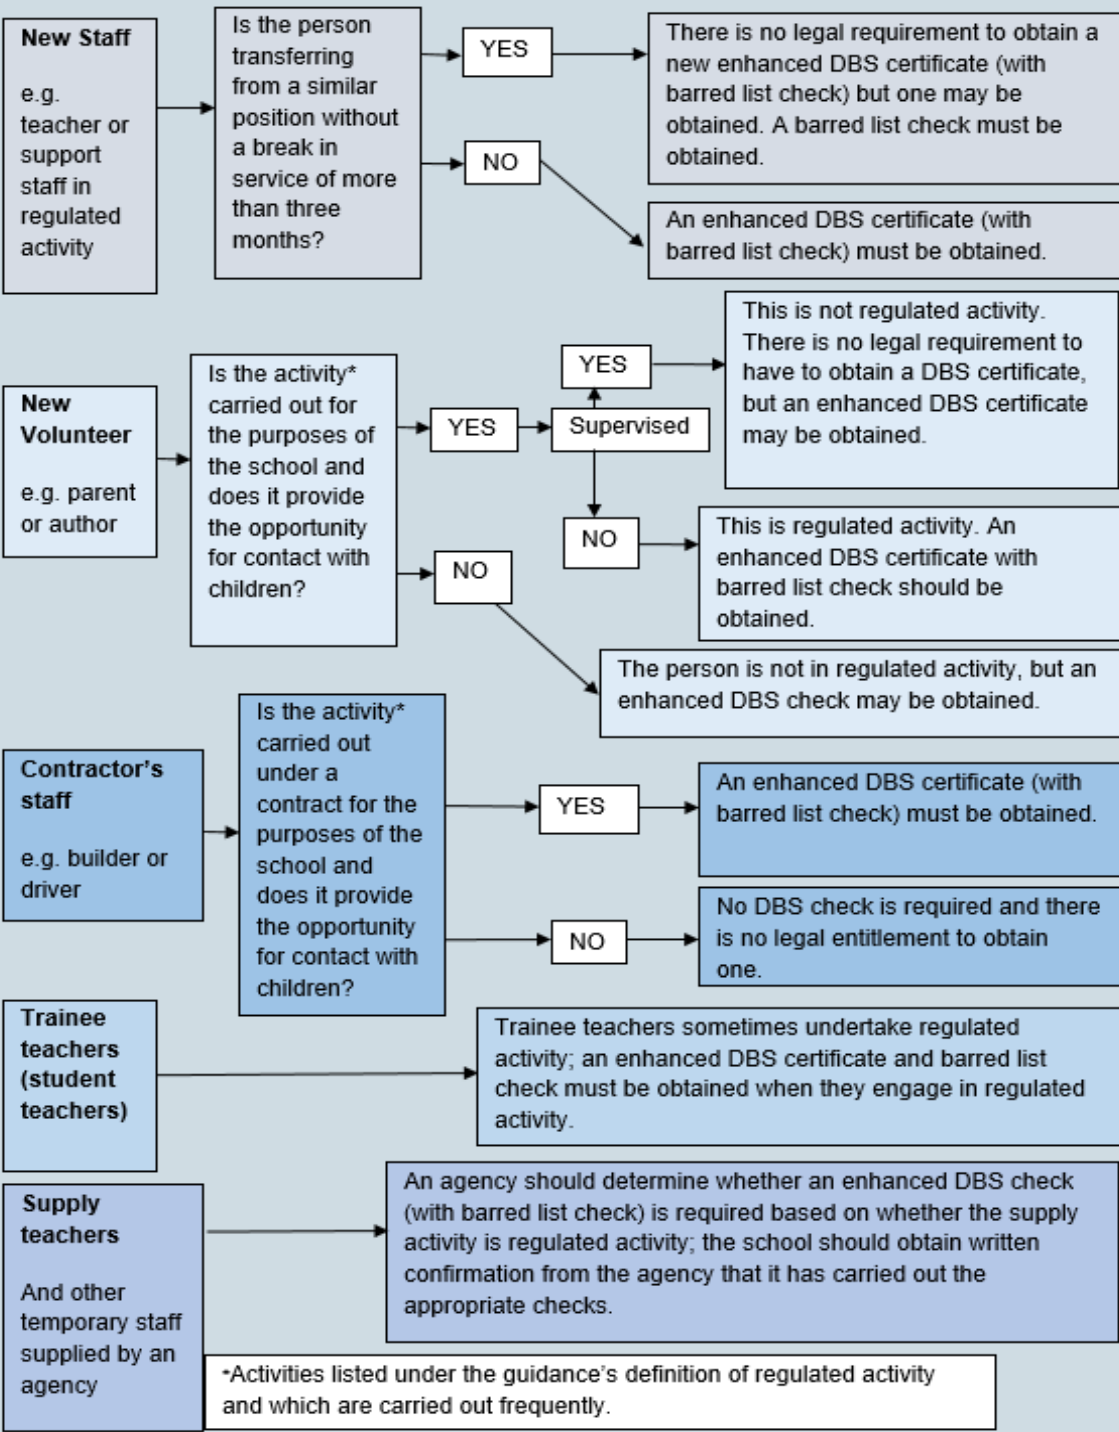 New Staff
e.g.
teacher or
support
staff in
regulated
activity
Is the person
transferring
from a similar
position without
a break in
service of more
than three
months?
YES
There is no legal requirement to obtain a
new enhanced DBS certificate (with
barred list check) but one may be
obtained. A barred list check must be
obtained.
NO
An enhanced DBS certificate (with
barred list check) must be obtained.
New
Volunteer
e.g. parent
or author
Is the activity*
carried out for
the purposes of
the school and
does it provide
the opportunity
for contact with
children?
YES
Supervised
YES
This is not regulated activity.
There is no legal requirement to
have to obtain a DBS certificate,
but an enhanced DBS certificate
may be obtained.
NO
This is regulated activity. An
enhanced DBS certificate with
barred list check should be
obtained.
NO
The person is not in regulated activity, but an
enhanced DBS check may be obtained.
Contractor's
staff
e.g. builder or
driver
Is the activity*
carried out
under a
contract for the
purposes of the
school and
does it provide
the opportunity
for contact with
children?
YES
An enhanced DBS certificate (with
barred list check) must be obtained.
NO
No DBS check is required and there
is no legal entitlement to obtain
one.
Trainee
teachers
(student
teachers)
Trainee teachers sometimes undertake regulated
activity; an enhanced DBS certificate and barred list
check must be obtained when they engage in regulated
activity.
Supply
teachers
And other
temporary staff
supplied by an
agency
An agency should determine whether an enhanced DBS check
(with barred list check) is required based on whether the supply
activity is regulated activity; the school should obtain written
confirmation from the agency that it has carried out the
appropriate checks.
*Activities listed under the guidance's definition of regulated activity
and which are carried out frequently.